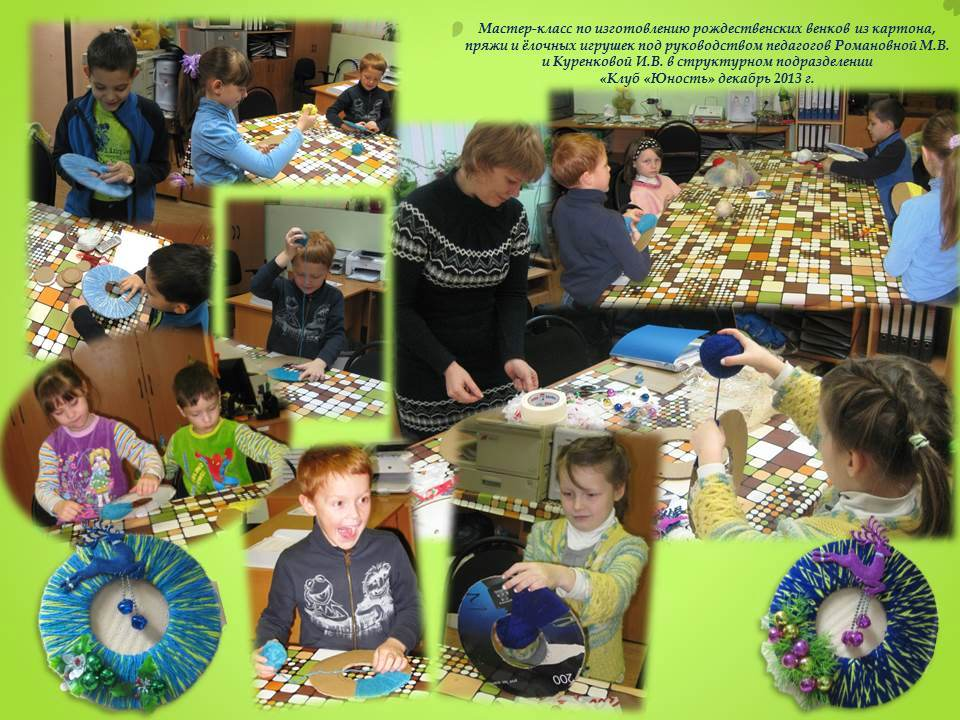 Мастер-класс по изготовлению рождественских венков из картона,
пряжи и ёлочных игрушек под руководством педагогов Романовной М.В.
и Куренковой И.В. в структурном подразделении
«Клуб «Юность» декабрь 2013 г.
200